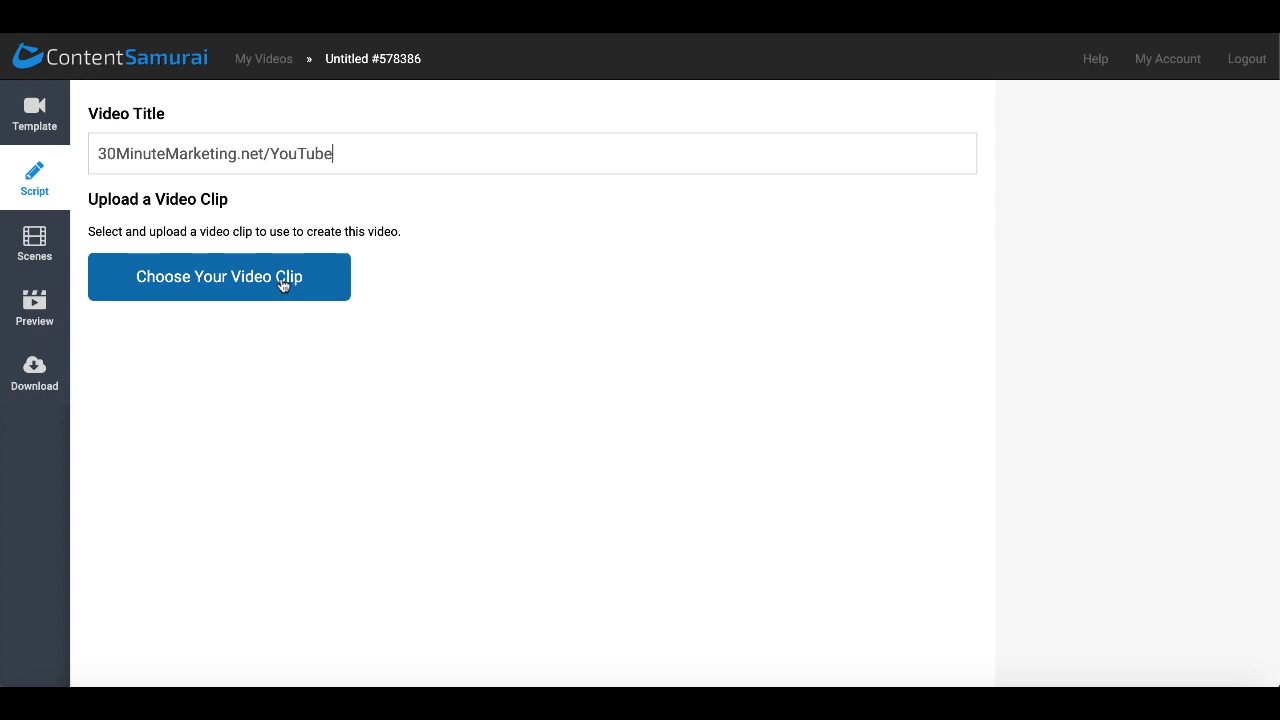 ContentSamurai
My Videos » Untitled #578386
Help
My Account
Logout
Template
Script
Scenes
Preview
Download
Video Title
30MinuteMarketing.net/YouTube
Upload a Video Clip
Select and upload a video clip to use to create this video.
Choose Your Video Clip